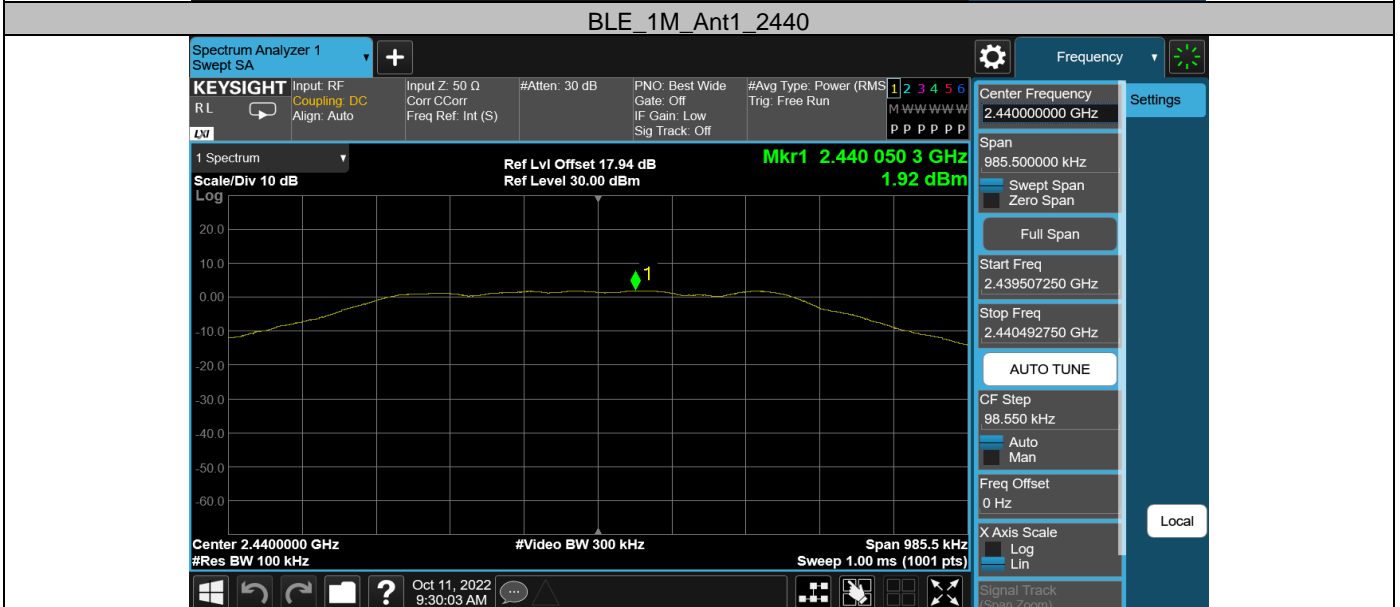 BLE_1M_Ant1_2440
Spectrum Analyzer 1
Swept SA
Frequency
KEYSIGHT
RL
LXI
Input: RF
Coupling: DC
Align: Auto
Input Z: 50 Ω
Corr CCorr
Freq Ref: Int (S)
#Atten: 30 dB
PNO: Best Wide
Gate: Off
IF Gain: Low
Sig Track: Off
#Avg Type: Power (RMS
Trig: Free Run
1 2 3 4 5 6
M W W W W W
P P P P P P
1 Spectrum
Scale/Div 10 dB
Ref Lvl Offset 17.94 dB
Ref Level 30.00 dBm
Mkr1 2.440 050 3 GHz
1.92 dBm
Log
20.0
10.0
0.00
-10.0
-20.0
-30.0
-40.0
-50.0
-60.0
1
Center 2.4400000 GHz
#Res BW 100 kHz
#Video BW 300 kHz
Span 985.5 kHz
Sweep 1.00 ms (1001 pts)
Center Frequency
2.440000000 GHz
Settings
Span
985.500000 kHz
Swept Span
Zero Span
Full Span
Start Freq
2.439507250 GHz
Stop Freq
2.440492750 GHz
AUTO TUNE
CF Step
98.550 kHz
Auto
Man
Freq Offset
0 Hz
X Axis Scale
Log
Lin
Local
Signal Track
(Span Zoom)
?
Oct 11, 2022
9:30:03 AM